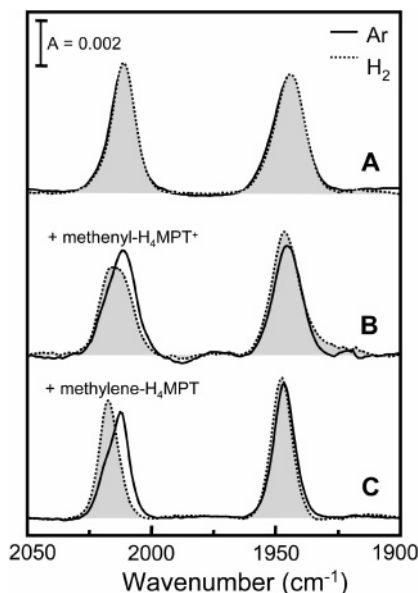 A = 0.002
Ar
H₂
A
+ methenyl-H₄MPT⁺
B
+ methylene-H₄MPT
C
2050 2000 1950 1900
Wavenumber (cm⁻¹)